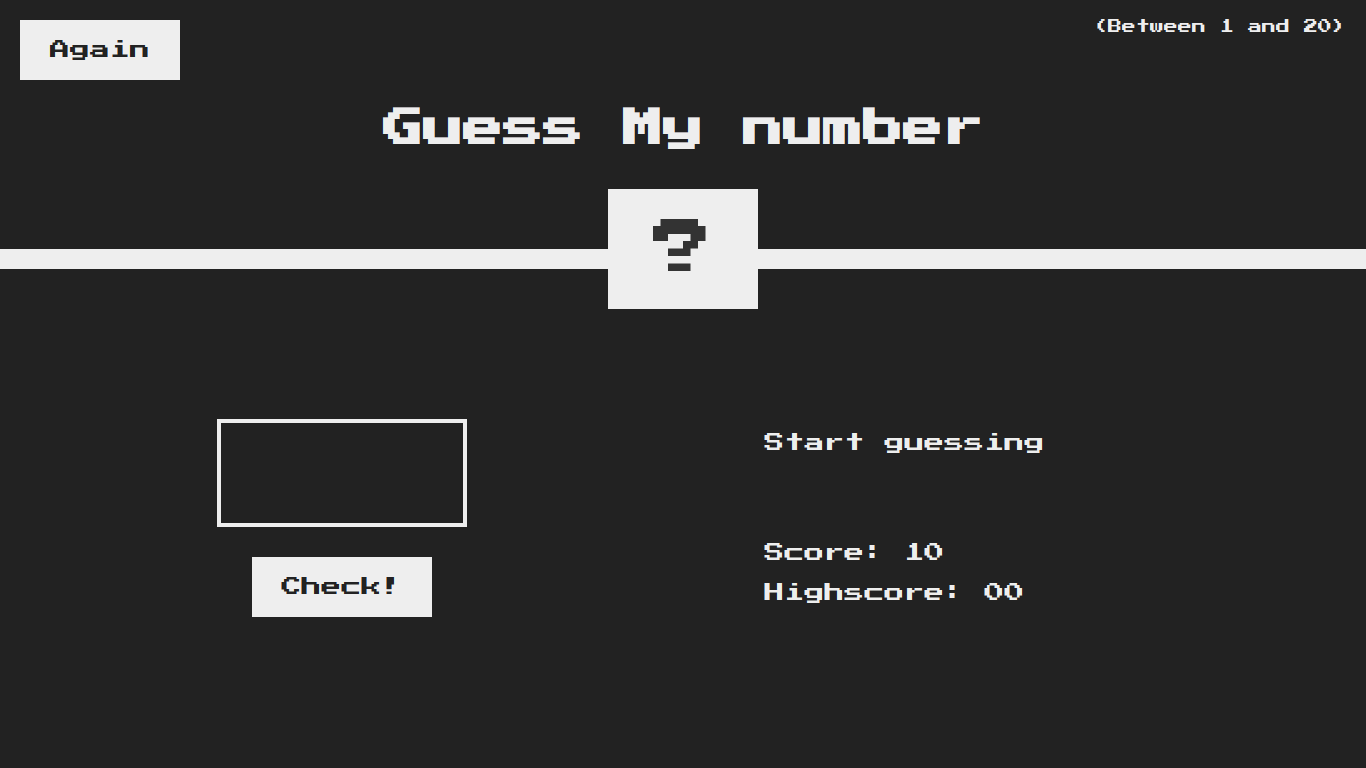 Again
(Between 1 and 20)
Guess My number
?
Start guessing
Score: 10
Highscore: 00
Check!